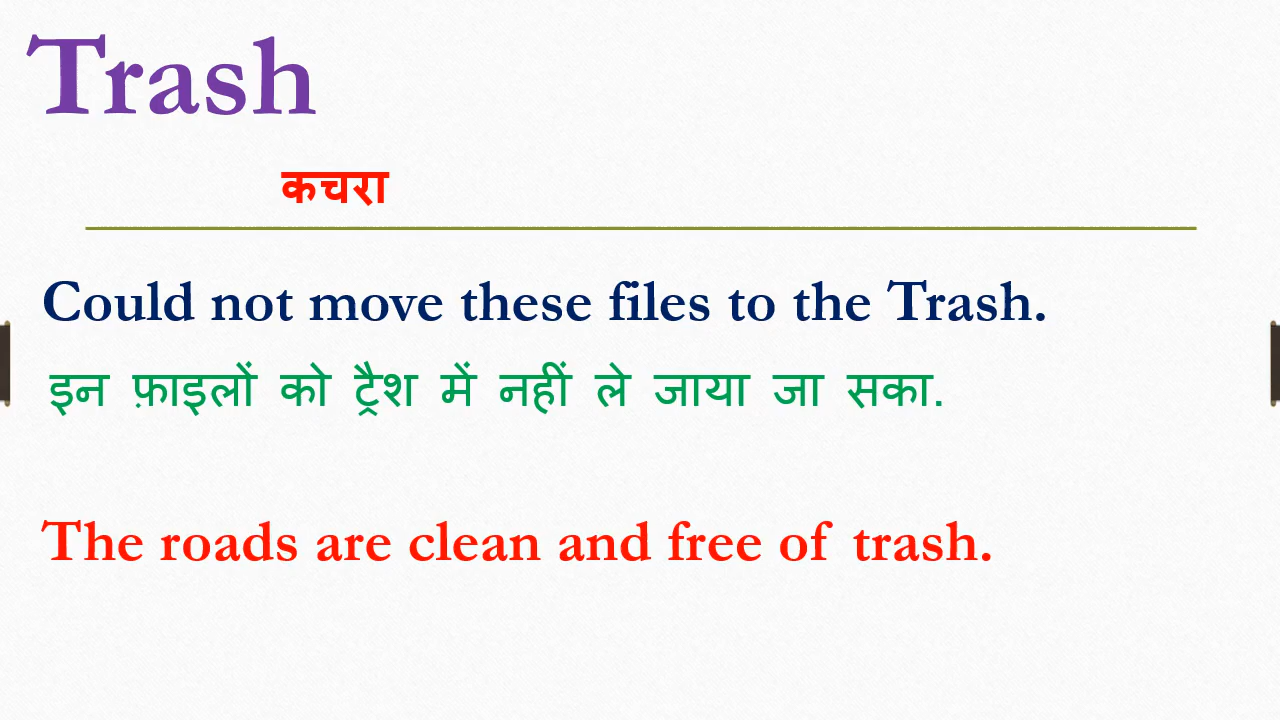 Trash
कचरा
Could not move these files to the Trash.
इन फ़ाइलों को ट्रैश में नहीं ले जाया जा सका.
The roads are clean and free of trash.